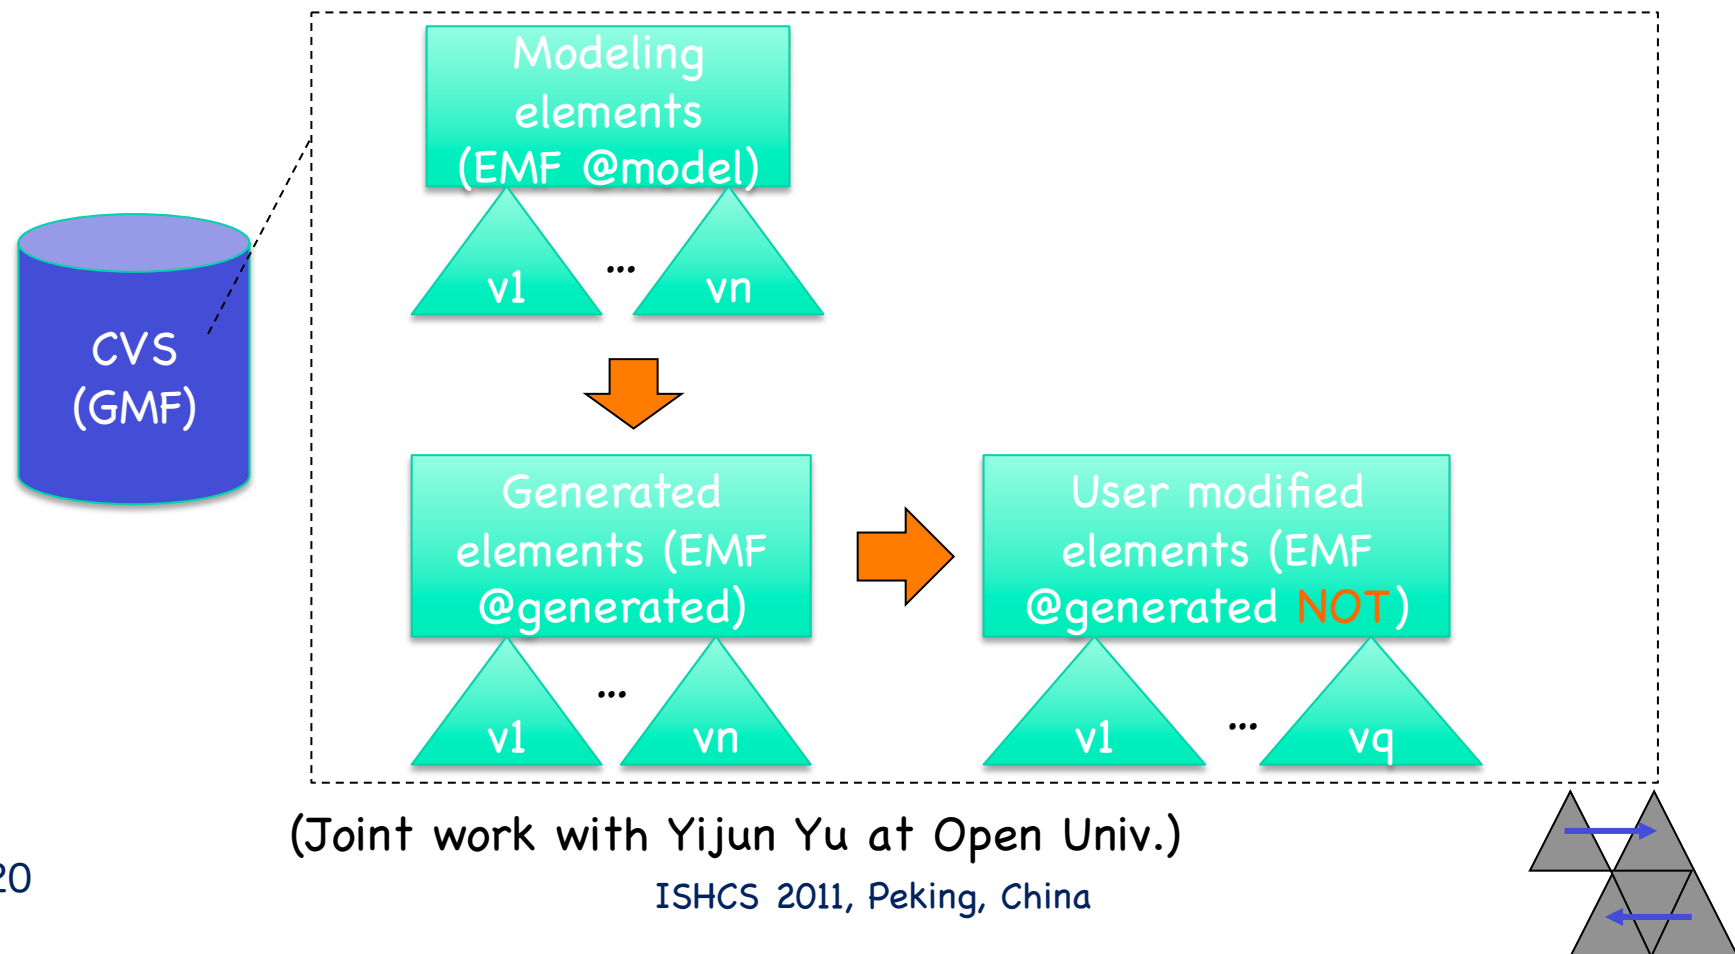 Modeling
elements
(EMF @model)
v1
...
vn
CVS
(GMF)
Generated
elements (EMF
@generated)
User modified
elements (EMF
@generated NOT)
v1
...
vn
v1
...
vq
(Joint work with Yijun Yu at Open Univ.)
20
ISHCS 2011, Peking, China